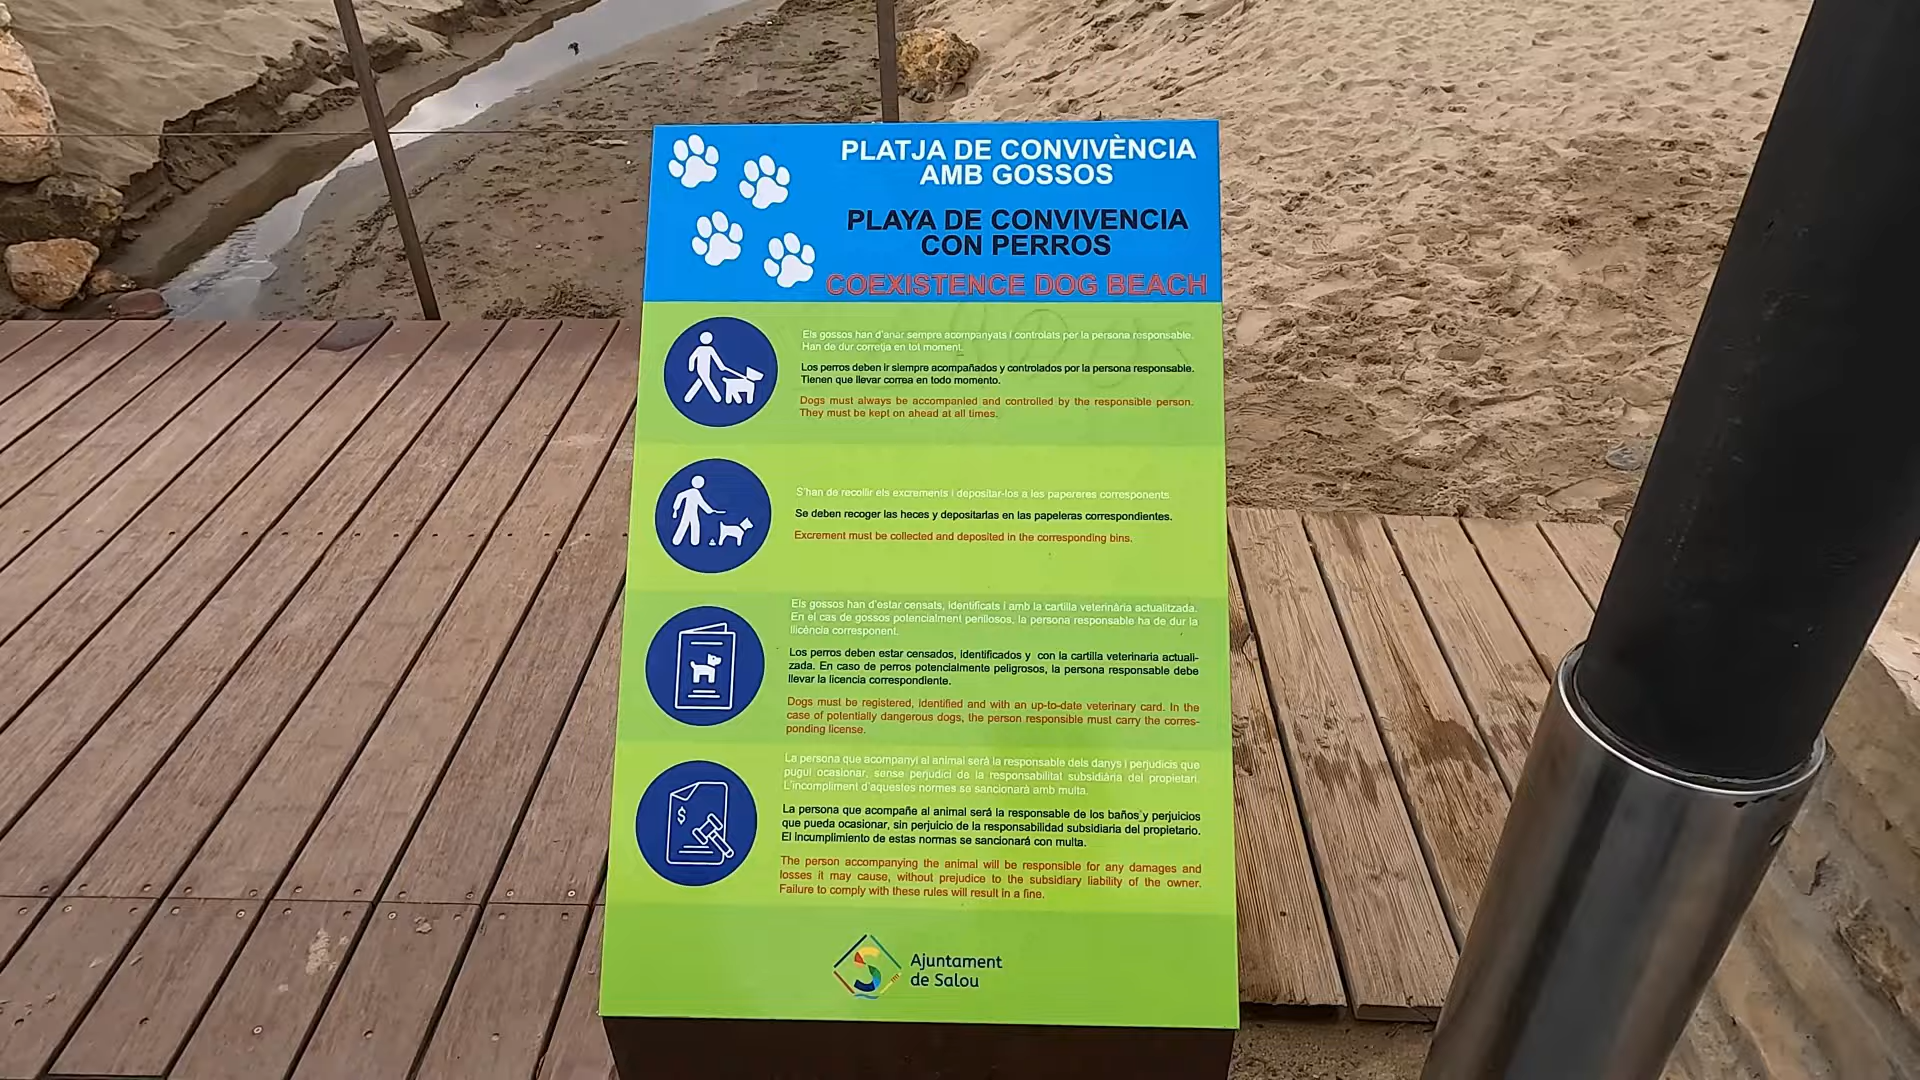 PLATJA DE CONVIVÈNCIA
AMB GOSSOS
PLAYA DE CONVIVENCIA
CON PERROS
COEXISTENCE DOG BEACH
Els gossos han d'anar sempre acompanyats i controlats per la persona responsable.
Han de dur corretja en tot moment.
Los perros deben ir siempre acompañados y controlados por la persona responsable.
Tienen que llevar correa en todo momento.
Dogs must always be accompanied and controlled by the responsible person.
They must be kept on ahead at all times.
S'han de recollir els excrements i depositar-los a les papereres corresponents.
Se deben recoger las heces y depositarlas en las papeleras correspondientes.
Excrement must be collected and deposited in the corresponding bins.
Els gossos han d'estar censats, identificats i amb la cartilla veterinària actualitzada.
En el cas de gossos potencialment perillosos, la persona responsable ha de dur la
llicència corresponent.
Los perros deben estar censados, identificados y con la cartilla veterinaria actuali-
zada. En caso de perros potencialmente peligrosos, la persona responsable debe
llevar la licencia correspondiente.
Dogs must be registered, identified and with an up-to-date veterinary card. In the
case of potentially dangerous dogs, the person responsible must carry the corres-
ponding license.
$
La persona que acompanyi al animal serà la responsable dels danys i perjudicis que
pugui ocasionar, sense perjudici de la responsabilitat subsidiària del propietari.
L'incompliment d'aquestes normes se sancionarà amb multa.
La persona que acompañe al animal será la responsable de los baños y perjuicios
que pueda ocasionar, sin perjuicio de la responsabilidad subsidiaria del propietario.
El incumplimiento de estas normas se sancionará con multa.
The person accompanying the animal will be responsible for any damages and
losses it may cause, without prejudice to the subsidiary liability of the owner.
Failure to comply with these rules will result in a fine.
Ajuntament
de Salou